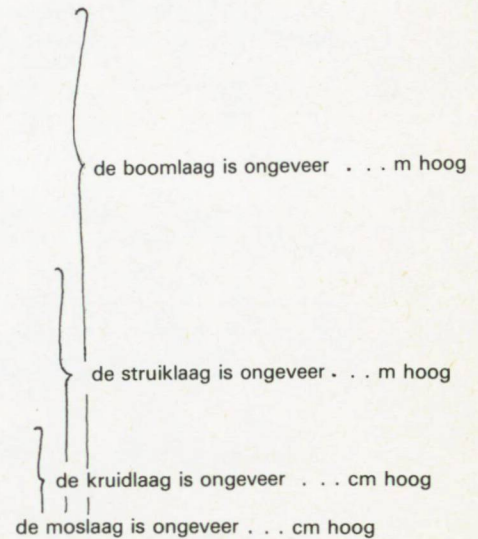 de boomlaag is ongeveer . . . m hoog
de struiklaag is ongeveer . . . m hoog
de kruidlaag is ongeveer . . . cm hoog
de moslaag is ongeveer . . . cm hoog